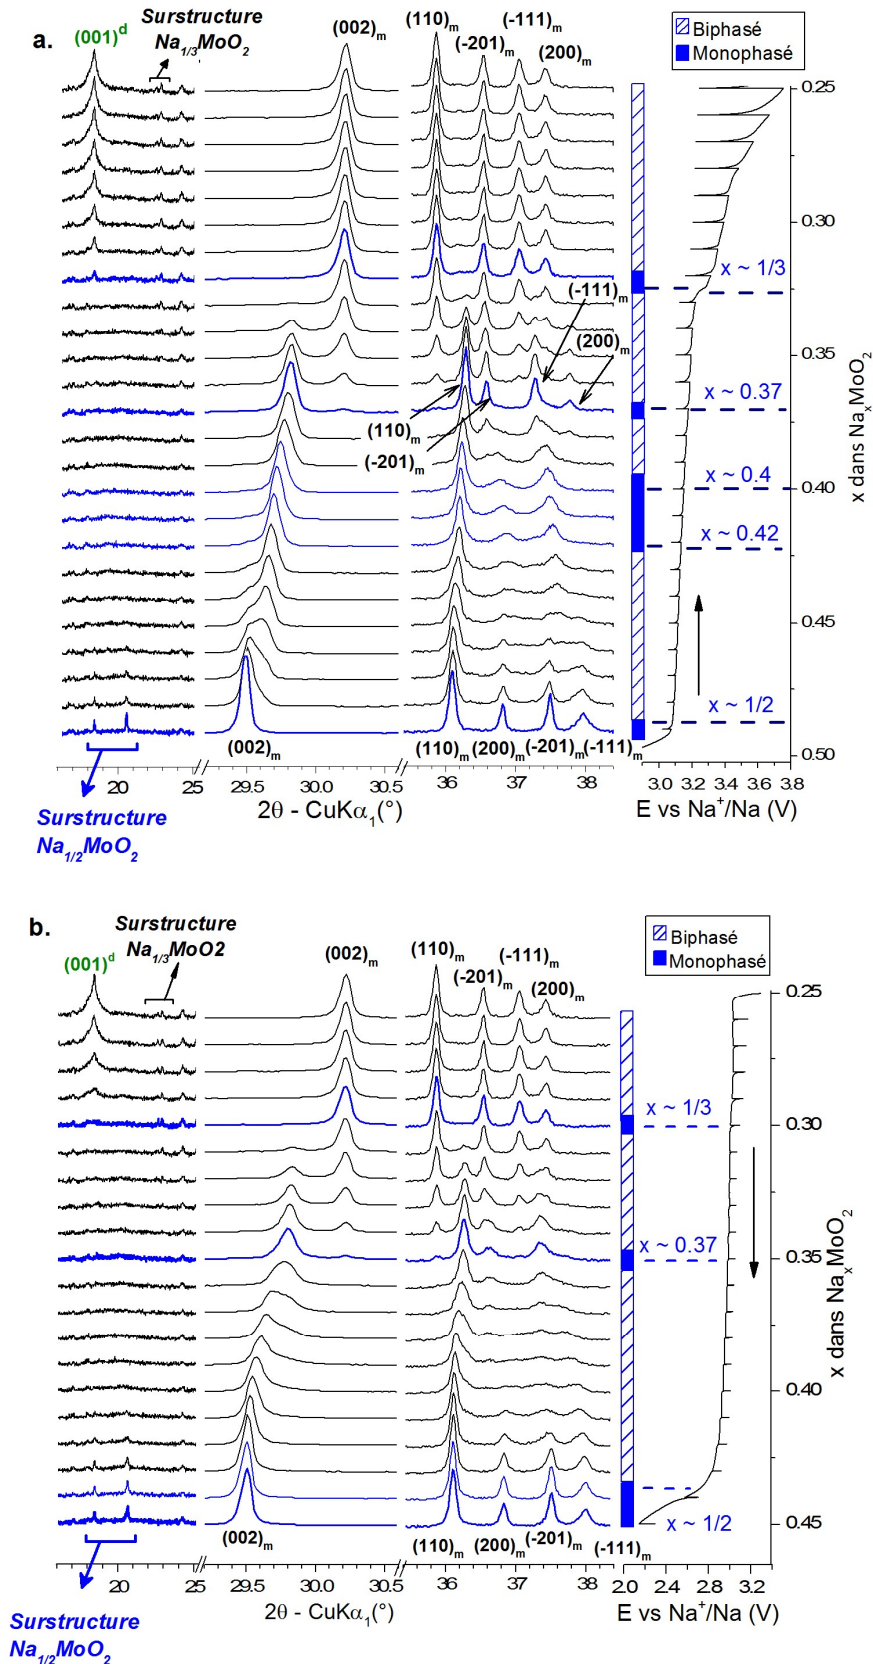 a.
Surstructure
Na1/3MoO2
(001)d
(002)m
(110)m
(-111)m
(-201)m
(200)m
Biphasé
Monophasé
0.25
0.30
x ~ 1/3
(-111)m
(200)m
0.35
x ~ 0.37
(110)m
(-201)m
x ~ 0.4
0.40
x ~ 0.42
0.45
x ~ 1/2
0.50
x dans NaxMoO2
(002)m
(110)m (200)m (-201)m (-111)m
20 25 29.5 30.0 30.5 36 37 38 3.0 3.2 3.4 3.6 3.8
2θ - CuKα1(°)
E vs Na+/Na (V)
Surstructure
Na1/2MoO2
b.
Surstructure
Na1/3MoO2
(001)d
(002)m
(110)m
(-111)m
(-201)m
(200)m
Biphasé
Monophasé
0.25
x ~ 1/3
0.30
x ~ 0.37
0.35
0.40
x ~ 1/2
0.45
x dans NaxMoO2
(002)m
(110)m (200)m (-201)m (-111)m
20 25 29.5 30.0 30.5 36 37 38 2.0 2.4 2.8 3.2
2θ - CuKα1(°)
E vs Na+/Na (V)
Surstructure
Na1/2MoO2